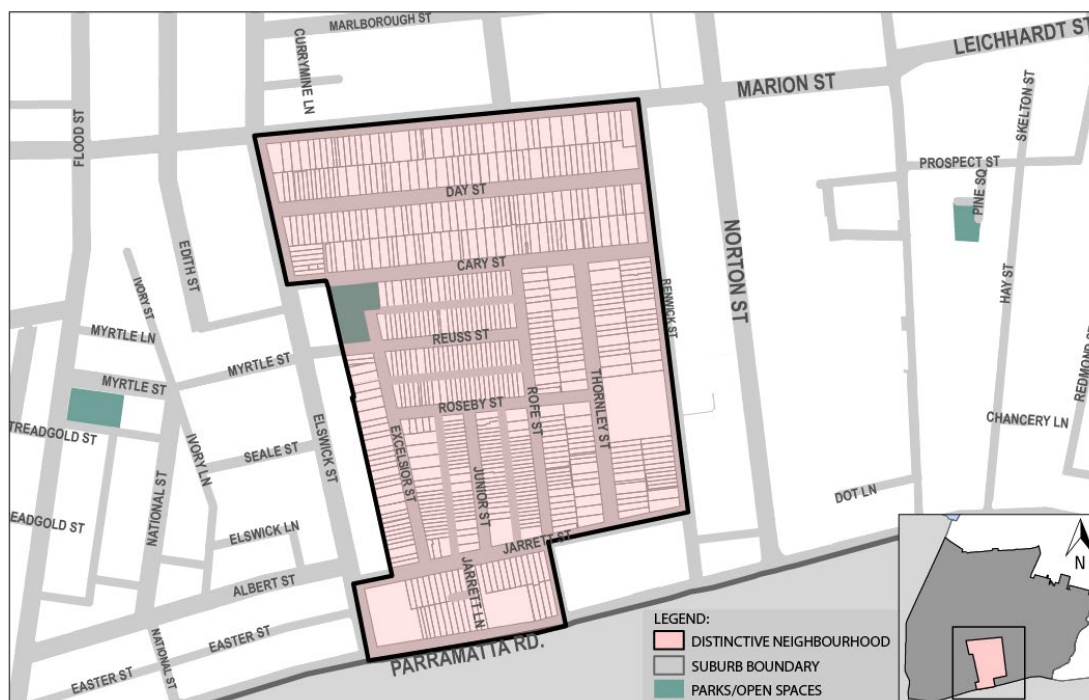 MARLBOROUGH ST
LEICHHARDT ST
CURRYMINE LN
MARION ST
SKELTON ST
FLOOD ST
PROSPECT ST
PINE SQ
DAY ST
NORTON ST
EDITH ST
CARY ST
HAY ST
IVORY ST
RENWICK ST
MYRTLE LN
REUSS ST
MYRTLE ST
MYRTLE ST
REDMOND ST
ROSEBY ST
ROFE ST
THORNLEY ST
CHANCERY LN
TREADGOLD ST
ELSWICK ST
EXCELSIOR ST
IVORY LN
SEALE ST
JUNIOR ST
NATIONAL ST
DOT LN
EADGOLD ST
ELSWICK LN
JARRETT ST
N
ALBERT ST
JARRETT LN
LEGEND:
DISTINCTIVE NEIGHBOURHOOD
EASTER ST
PARRAMATTA RD.
NATIONAL ST
SUBURB BOUNDARY
EASTER ST
PARKS/OPEN SPACES